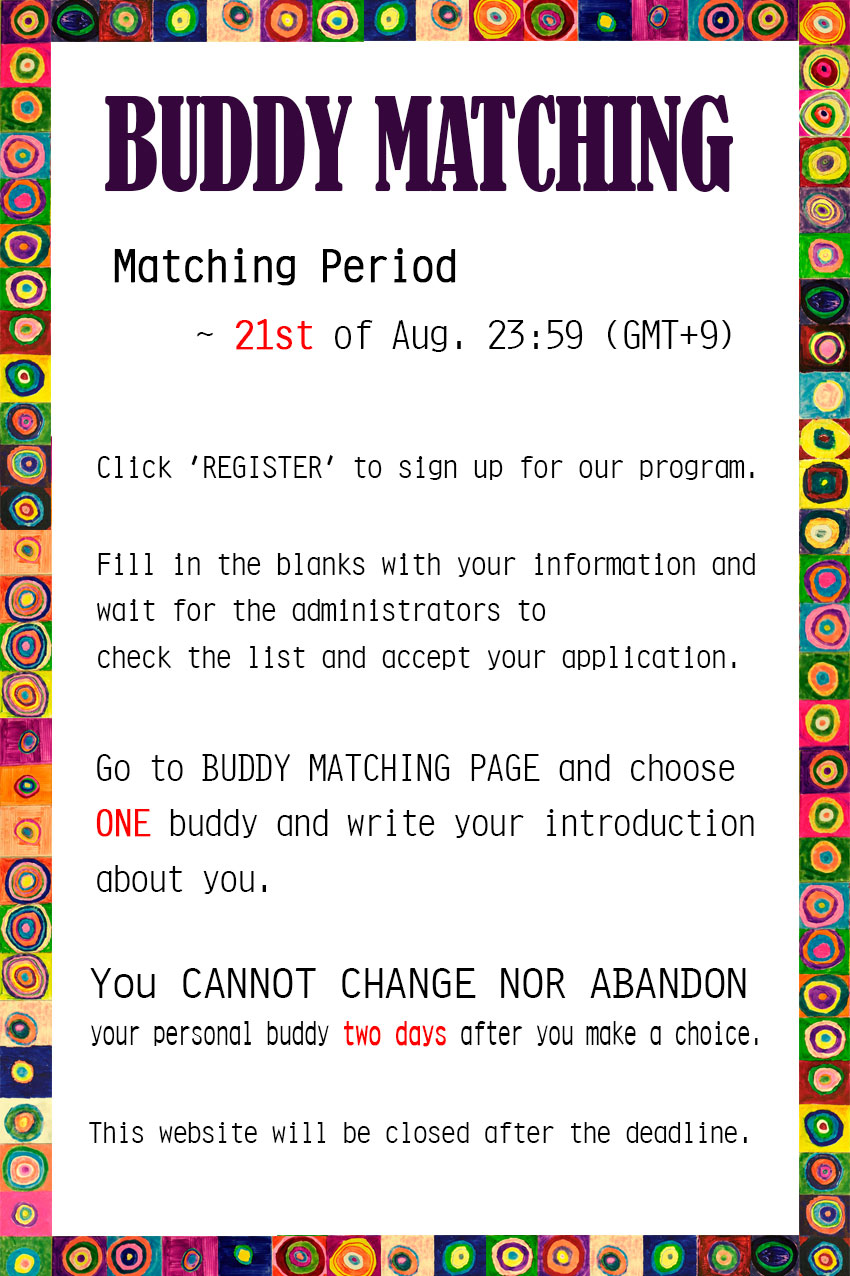 BUDDY MATCHING
Matching Period
~ 21st of Aug. 23:59 (GMT+9)
Click 'REGISTER' to sign up for our program.
Fill in the blanks with your information and
wait for the administrators to
check the list and accept your application.
Go to BUDDY MATCHING PAGE and choose
ONE buddy and write your introduction
about you.
You CANNOT CHANGE NOR ABANDON
your personal buddy two days after you make a choice.
This website will be closed after the deadline.